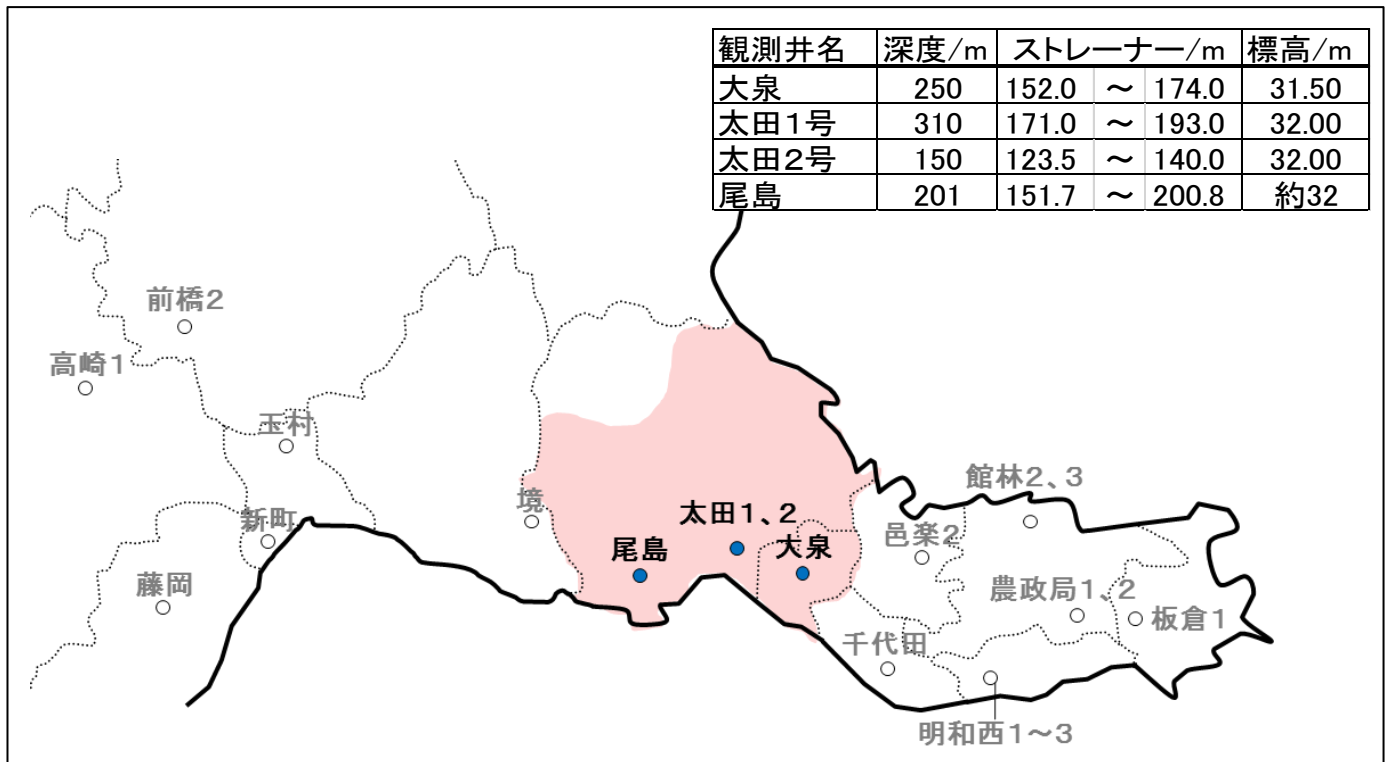 観測井名 深度/m ストレーナー/m 標高/m
大泉 250 152.0 ～ 174.0 31.50
太田1号 310 171.0 ～ 193.0 32.00
太田2号 150 123.5 ～ 140.0 32.00
尾島 201 151.7 ～ 200.8 約32
前橋2
高崎1
玉村
館林2、3
境
太田1、2
新町
邑楽2
尾島
大泉
藤岡
農政局1、2
板倉1
千代田
明和西1～3